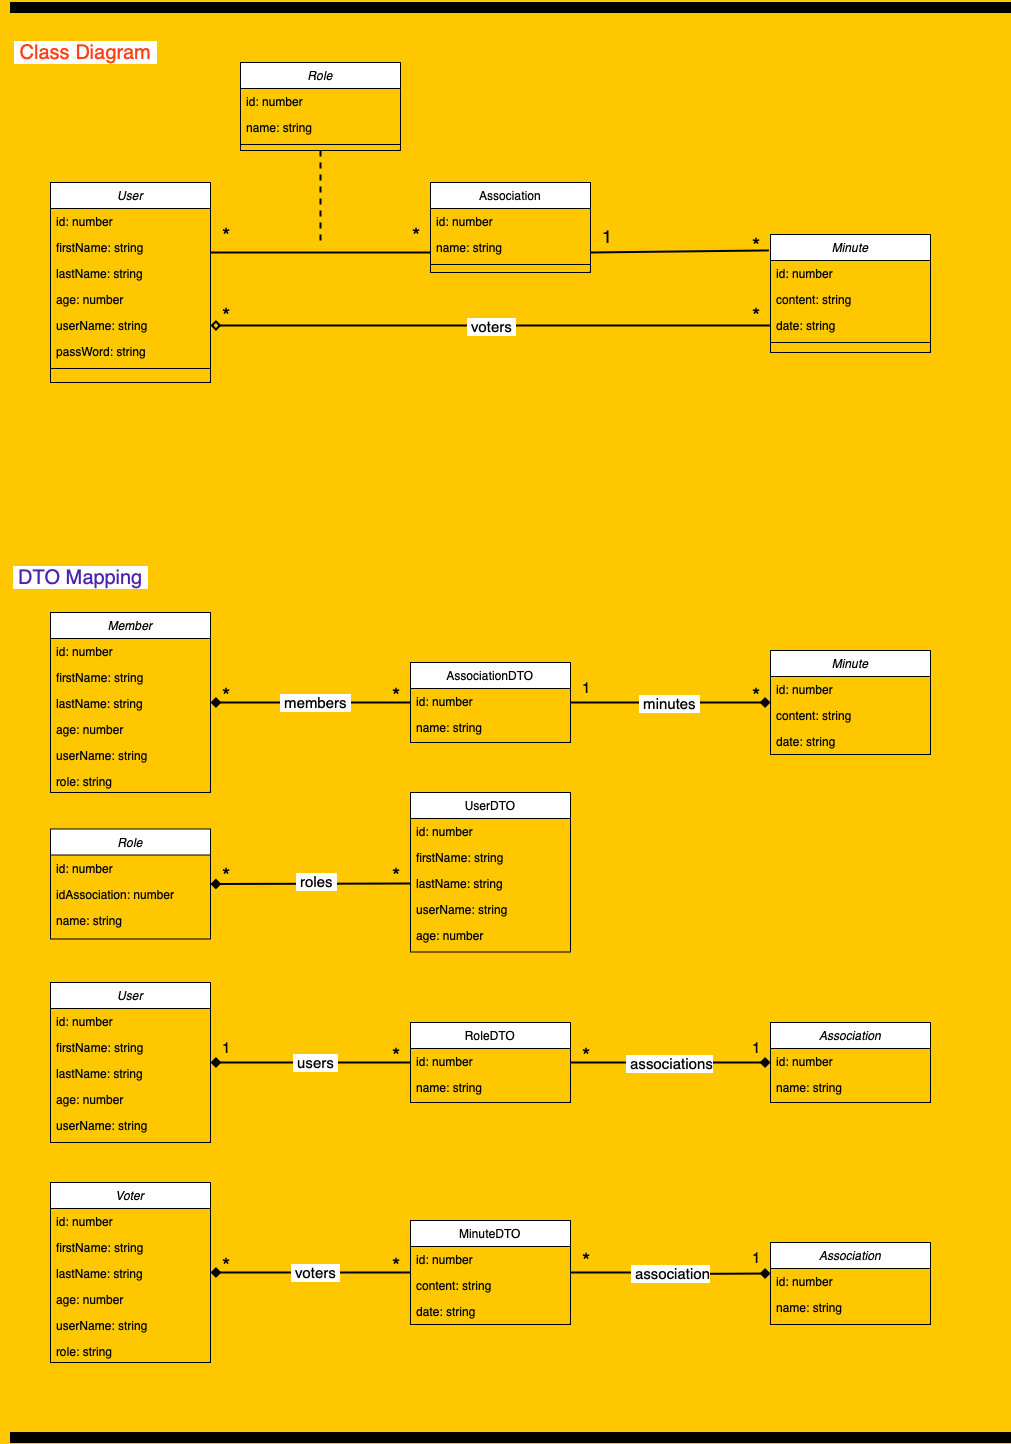 Class Diagram
Role
id: number
name: string
User
id: number
firstName: string
lastName: string
age: number
userName: string
passWord: string
* *
Association
id: number
name: string
1 *
Minute
id: number
content: string
date: string
* voters *
DTO Mapping
Member
id: number
firstName: string
lastName: string
age: number
userName: string
role: string
* members *
AssociationDTO
id: number
name: string
1 minutes *
Minute
id: number
content: string
date: string
Role
id: number
idAssociation: number
name: string
* roles *
UserDTO
id: number
firstName: string
lastName: string
userName: string
age: number
User
id: number
firstName: string
lastName: string
age: number
userName: string
1 users *
RoleDTO
id: number
name: string
* associations 1
Association
id: number
name: string
Voter
id: number
firstName: string
lastName: string
age: number
userName: string
role: string
* voters *
MinuteDTO
id: number
content: string
date: string
* association 1
Association
id: number
name: string